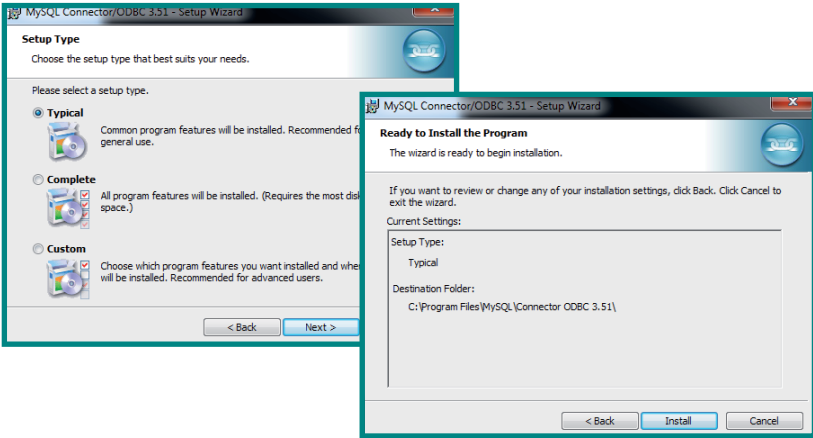 MySQL Connector/ODBC 3.51 - Setup Wizard
Setup Type
Choose the setup type that best suits your needs.
Please select a setup type.
Typical
Common program features will be installed. Recommended
general use.
Complete
All program features will be installed. (Requires the most
space.)
Custom
Choose which program features you want installed and
will be installed. Recommended for advanced users.
< Back
Next >
MySQL Connector/ODBC 3.51 - Setup Wizard
Ready to Install the Program
The wizard is ready to begin installation.
If you want to review or change any of your installation settings, click Back. Click Cancel to
exit the wizard.
Current Settings:
Setup Type:
Typical
Destination Folder:
C:\Program Files\MySQL\Connector ODBC 3.51\
< Back
Install
Cancel